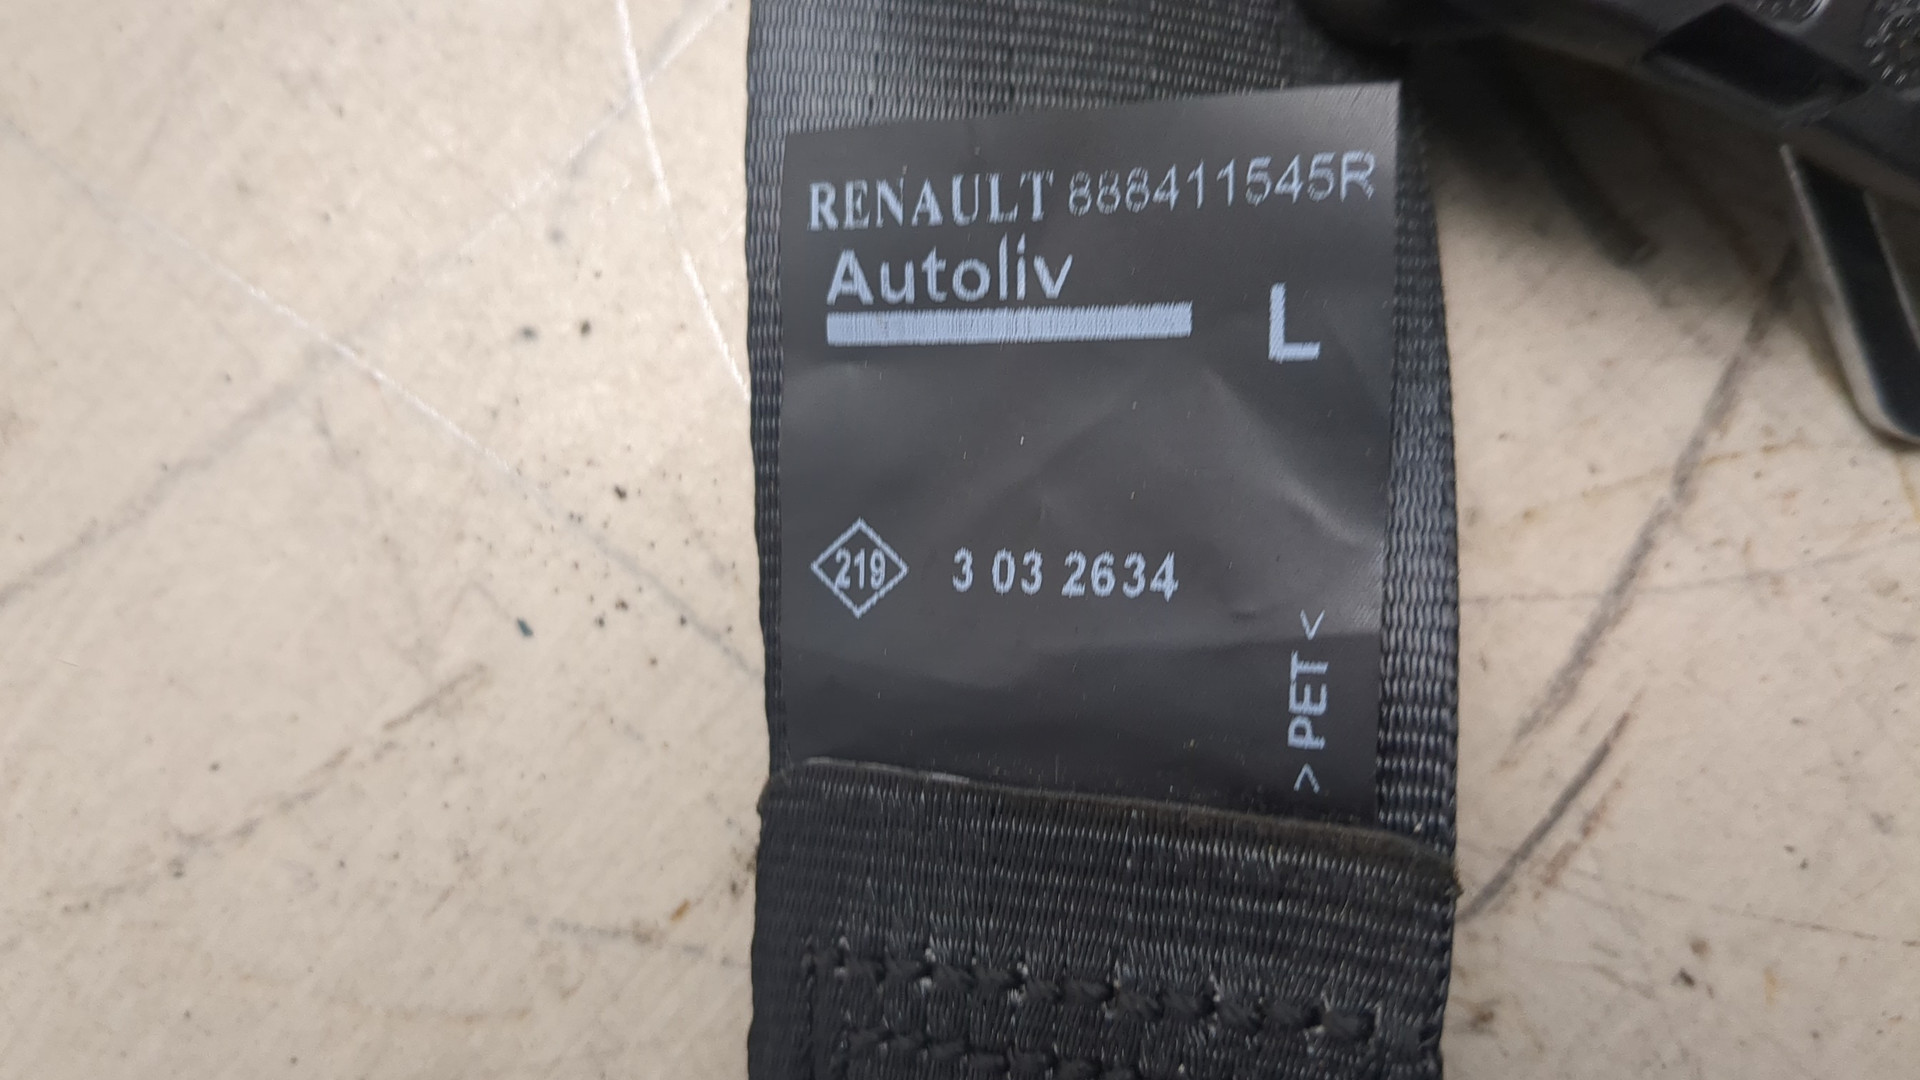 RENAULT 888411545R
Autoliv
L
219 3 03 2634
> PET <